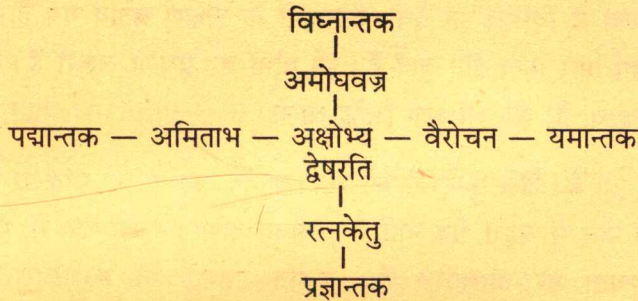 विघ्नान्तक
अमोघवज्र
पद्मान्तक — अमिताभ — अक्षोभ्य — वैरोचन — यमान्तक
द्वेषरति
रत्नकेतु
प्रज्ञान्तक